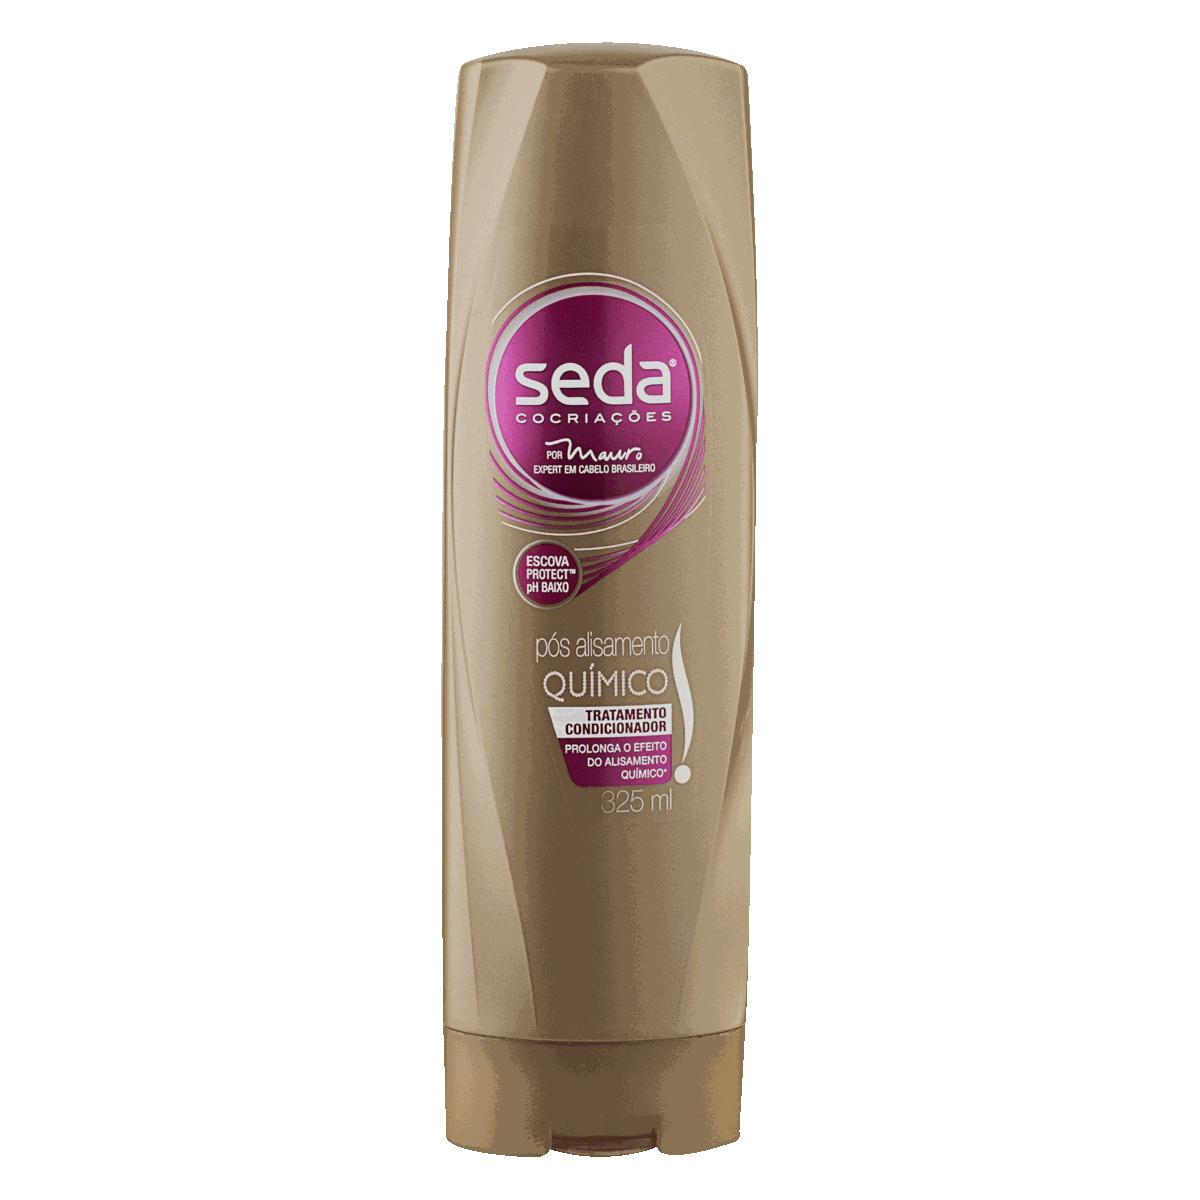 seda®
COCRIAÇÕES
POR Mauro
EXPERT EM CABELO BRASILEIRO
ESCOVA
PROTECT™
pH BAIXO
pós alisamento
QUÍMICO
TRATAMENTO
CONDICIONADOR
PROLONGA O EFEITO
DO ALISAMENTO
QUÍMICO*
325 ml